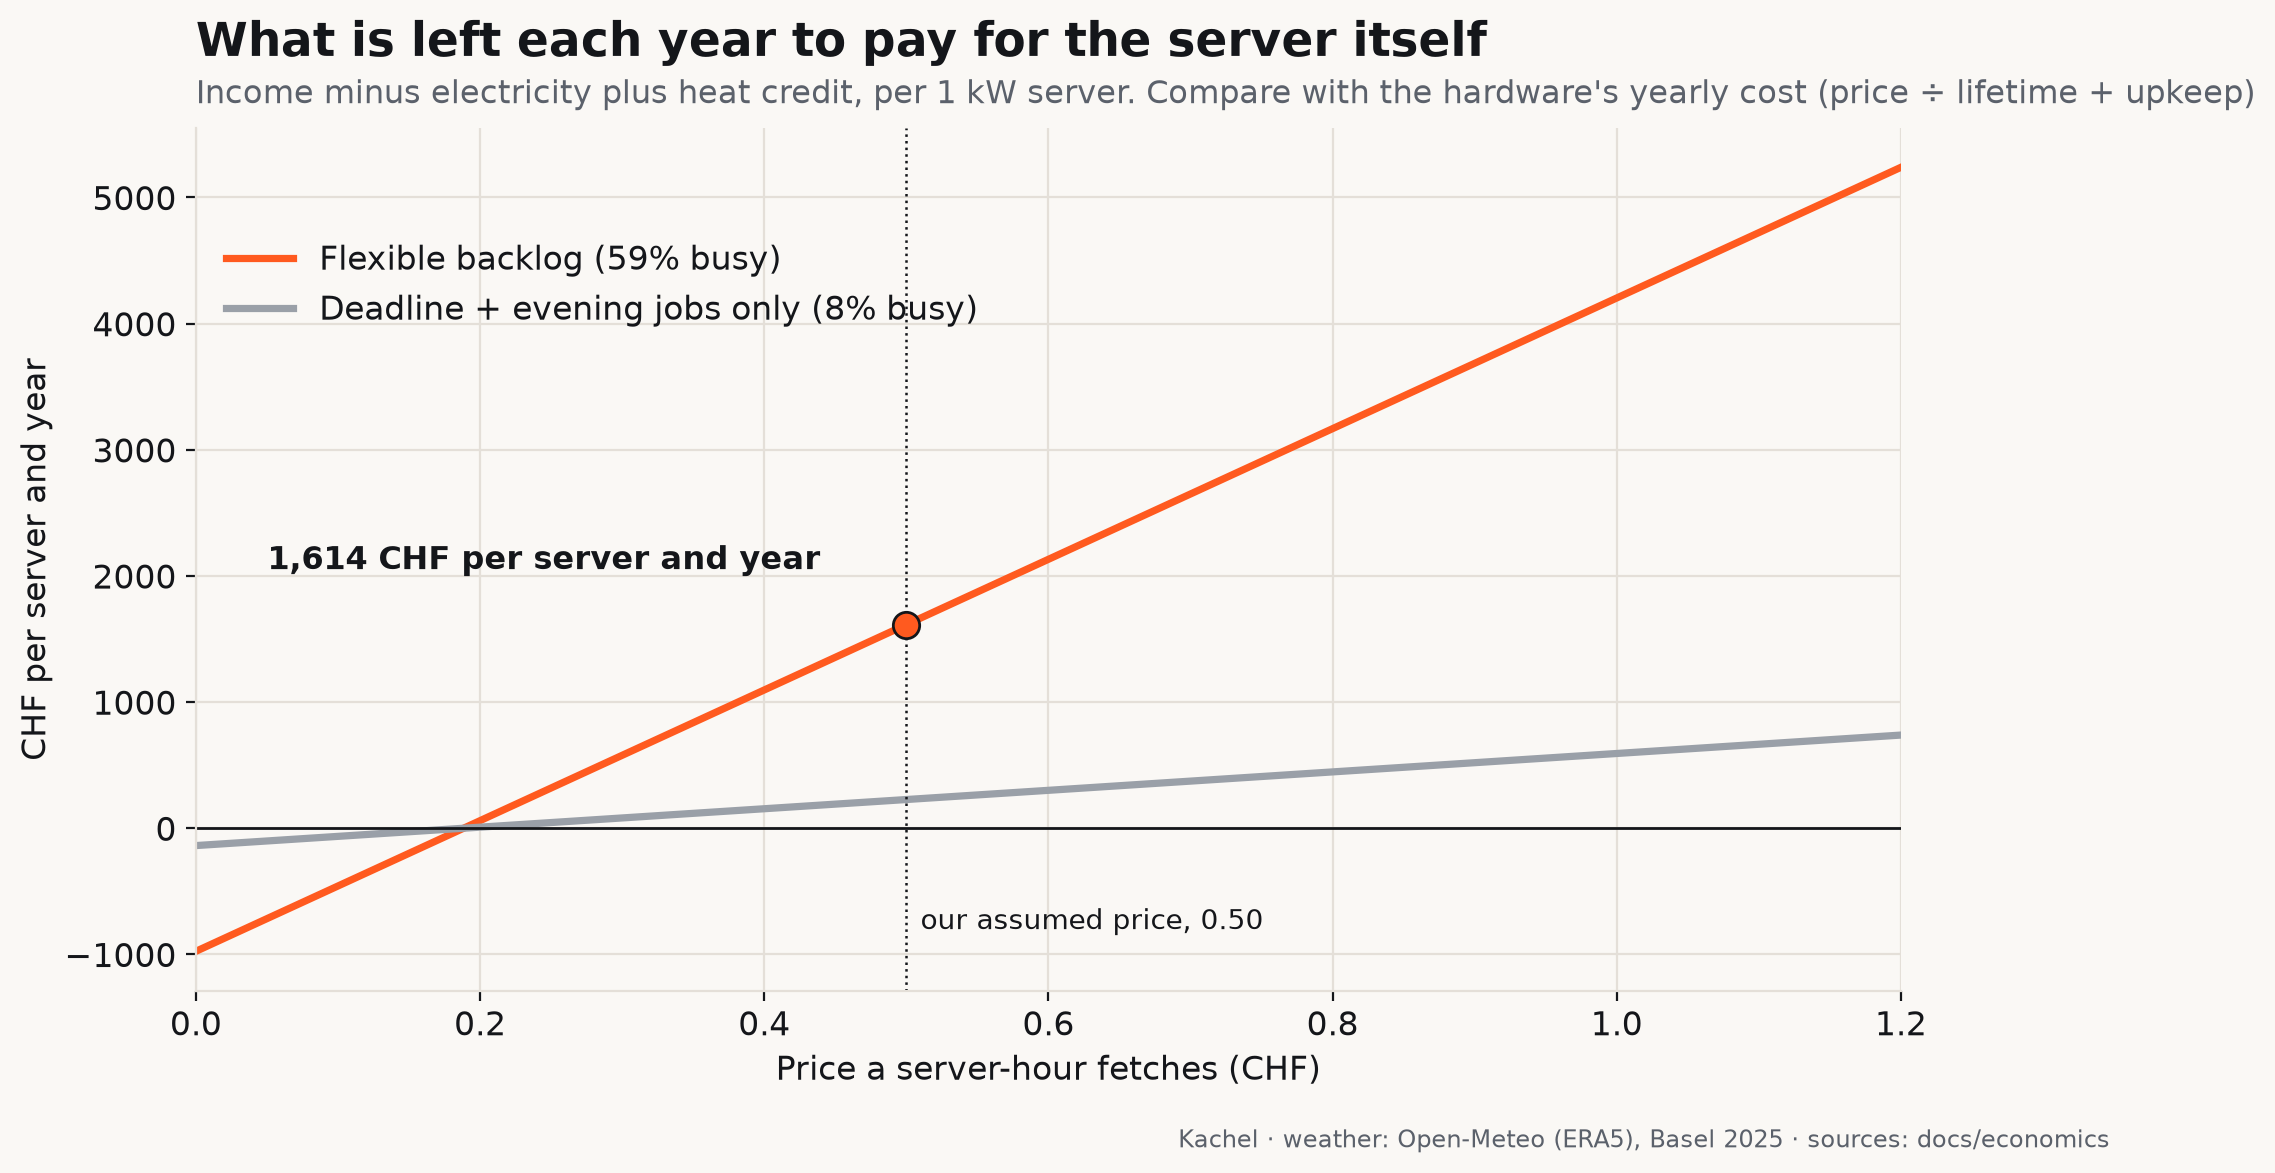 What is left each year to pay for the server itself
Income minus electricity plus heat credit, per 1 kW server. Compare with the hardware's yearly cost (price ÷ lifetime + upkeep)
CHF per server and year
5000
4000
3000
2000
1000
0
−1000
Flexible backlog (59% busy)
Deadline + evening jobs only (8% busy)
1,614 CHF per server and year
our assumed price, 0.50
0.0 0.2 0.4 0.6 0.8 1.0 1.2
Price a server-hour fetches (CHF)
Kachel · weather: Open-Meteo (ERA5), Basel 2025 · sources: docs/economics